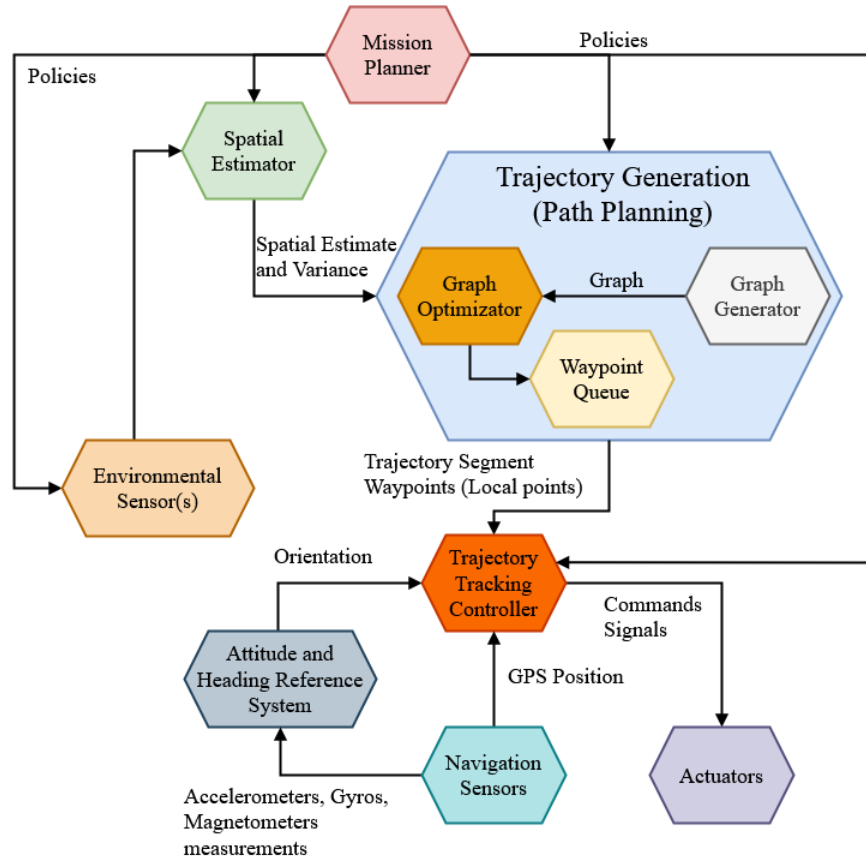 Mission
Planner
Policies
Policies
Spatial
Estimator
Trajectory Generation
(Path Planning)
Spatial Estimate
and Variance
Graph
Optimizator
Graph
Graph
Generator
Waypoint
Queue
Environmental
Sensor(s)
Trajectory Segment
Waypoints (Local points)
Orientation
Trajectory
Tracking
Controller
Commands
Signals
Attitude and
Heading Reference
System
GPS Position
Navigation
Sensors
Actuators
Accelerometers, Gyros,
Magnetometers
measurements